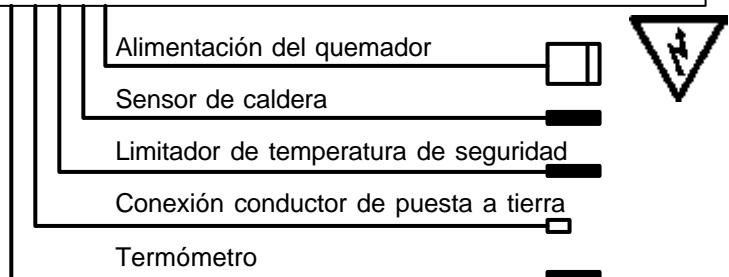 Alimentación del quemador
Sensor de caldera
Limitador de temperatura de seguridad
Conexión conductor de puesta a tierra
Termómetro